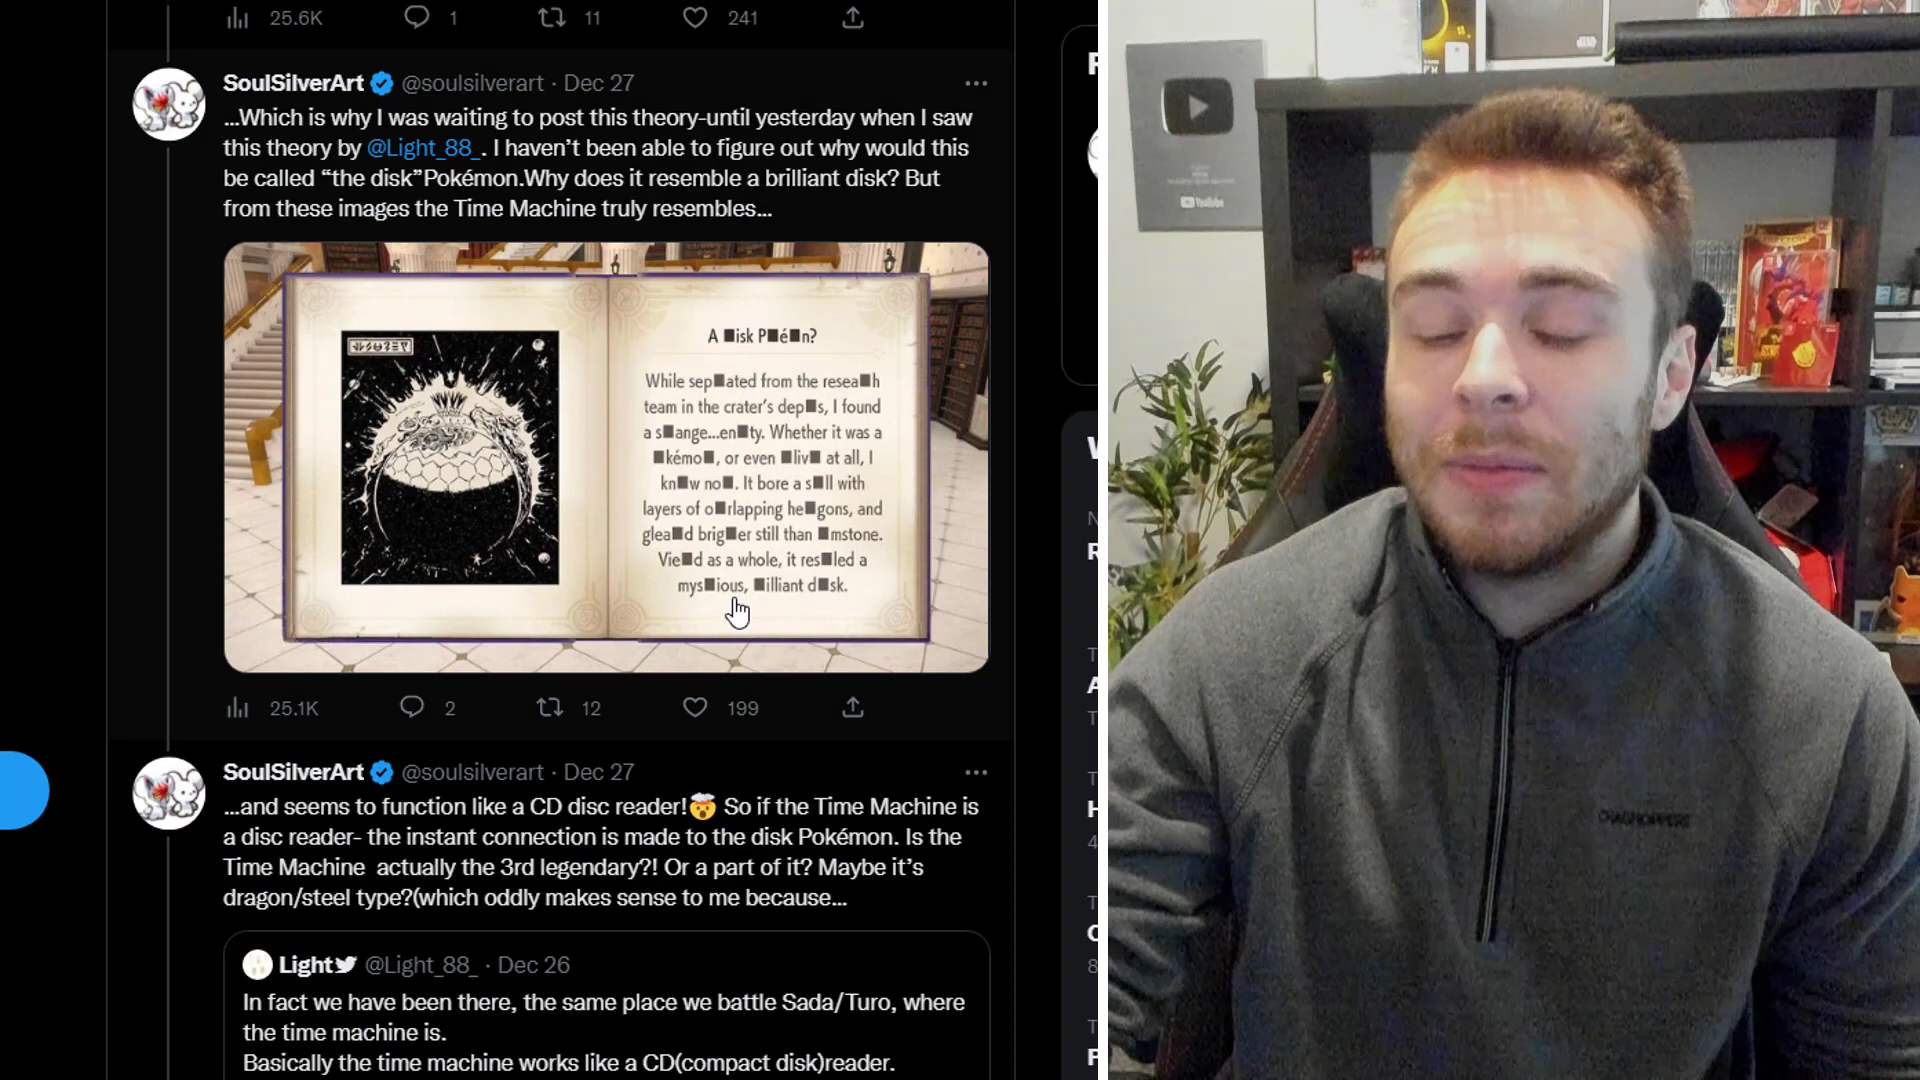 25.6K 1 11 241
SoulSilverArt @soulsilverart · Dec 27
...Which is why I was waiting to post this theory-until yesterday when I saw
this theory by @Light_88_. I haven't been able to figure out why would this
be called “the disk”Pokémon.Why does it resemble a brilliant disk? But
from these images the Time Machine truly resembles...
A ■isk P■é■n?
While sep■ated from the resea■h
team in the crater's dep■s, I found
a s■ange...en■ty. Whether it was a
■kémo■, or even ■liv■ at all, I
kn■w no■. It bore a s■ll with
layers of o■rlapping he■gons, and
glea■d brig■er still than ■mstone.
Vie■d as a whole, it res■led a
mys■ious, ■illiant d■sk.
25.1K 2 12 199
SoulSilverArt @soulsilverart · Dec 27
...and seems to function like a CD disc reader!🤯 So if the Time Machine is
a disc reader- the instant connection is made to the disk Pokémon. Is the
Time Machine actually the 3rd legendary?! Or a part of it? Maybe it's
dragon/steel type?(which oddly makes sense to me because...
Light @Light_88_ · Dec 26
In fact we have been there, the same place we battle Sada/Turo, where
the time machine is.
Basically the time machine works like a CD(compact disk)reader.
YouTube
CRAGHOPPERS